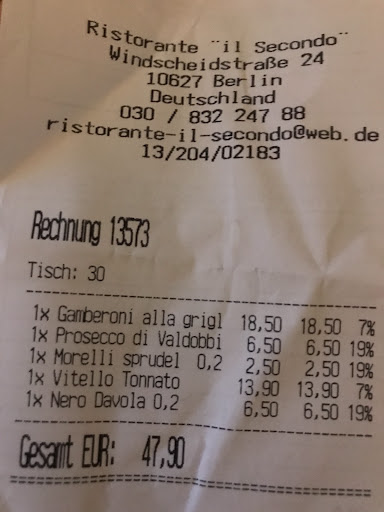 Ristorante ¨il Secondo¨
Windscheidstraße 24
10627 Berlin
Deutschland
030 / 832 247 88
ristorante-il-secondo@web.de
13/204/02183
Rechnung 13573
Tisch: 30
1x Gamberoni alla grigl 18,50 18,50 7%
1x Prosecco di Valdobbi 6,50 6,50 19%
1x Morelli sprudel 0,2 2,50 2,50 19%
1x Vitello Tonnato 13,90 13,90 7%
1x Nero Davola 0,2 6,50 6,50 19%
Gesamt EUR: 47,90